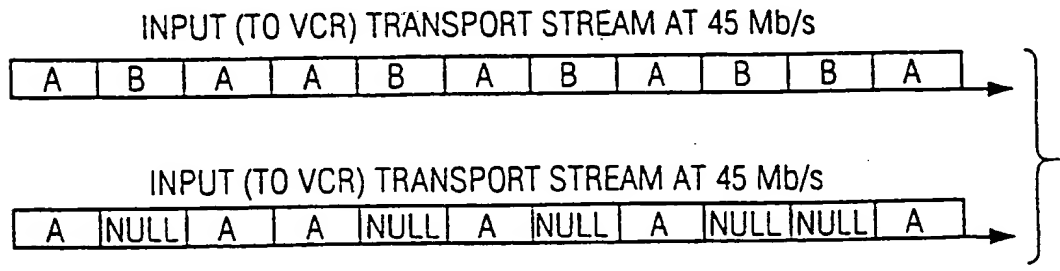 INPUT (TO VCR) TRANSPORT STREAM AT 45 Mb/s
A B A A B A B A B B A
INPUT (TO VCR) TRANSPORT STREAM AT 45 Mb/s
A NULL A A NULL A NULL A NULL NULL A